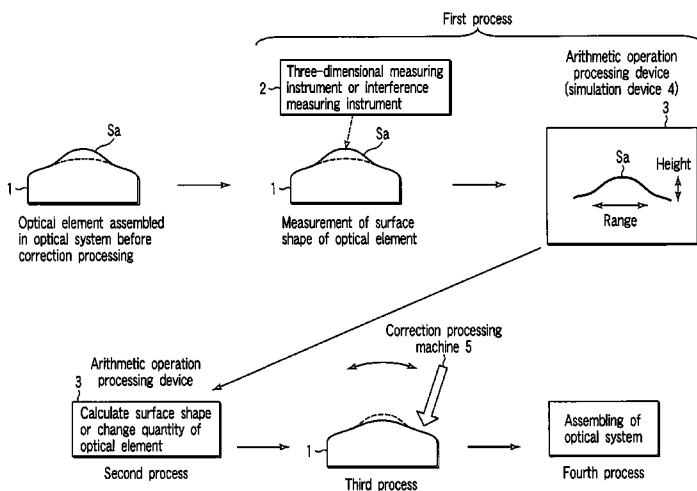 First process
Three-dimensional measuring
instrument or interference
measuring instrument
2
Arithmetic operation
processing device
(simulation device 4)
3
Sa
Sa
Sa
Height
Range
1
1
Optical element assembled
in optical system before
correction processing
Measurement of surface
shape of optical element
Correction processing
machine 5
Arithmetic operation
processing device
3
Calculate surface shape
or change quantity of
optical element
1
Assembling of
optical system
Second process
Third process
Fourth process